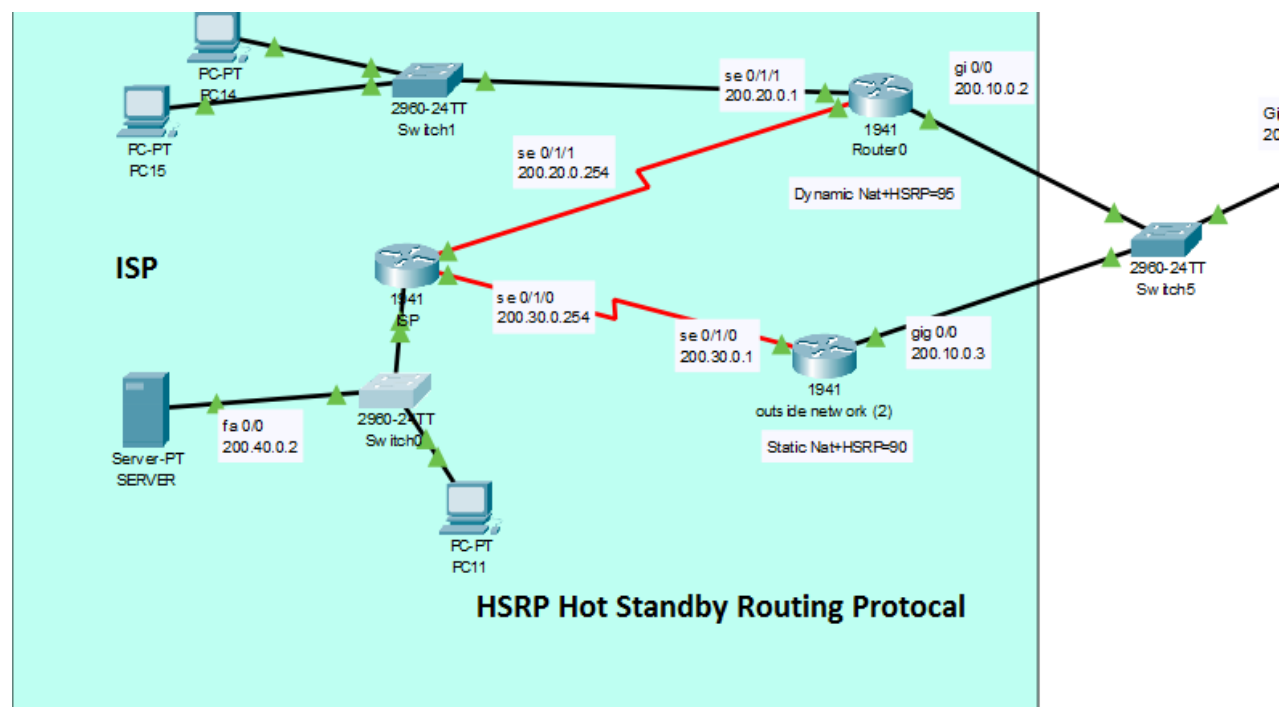 PC-PT
PC14
PC-PT
PC15
2960-24TT
Switch1
se 0/1/1
200.20.0.1
gi 0/0
200.10.0.2
1941
Router0
Gi
20
se 0/1/1
200.20.0.254
Dynamic Nat+HSRP=95
ISP
1941
ISP
se 0/1/0
200.30.0.254
2960-24TT
Switch5
se 0/1/0
200.30.0.1
gig 0/0
200.10.0.3
1941
outside network (2)
Static Nat+HSRP=90
2960-24TT
Switch0
fa 0/0
200.40.0.2
Server-PT
SERVER
PC-PT
PC11
HSRP Hot Standby Routing Protocal